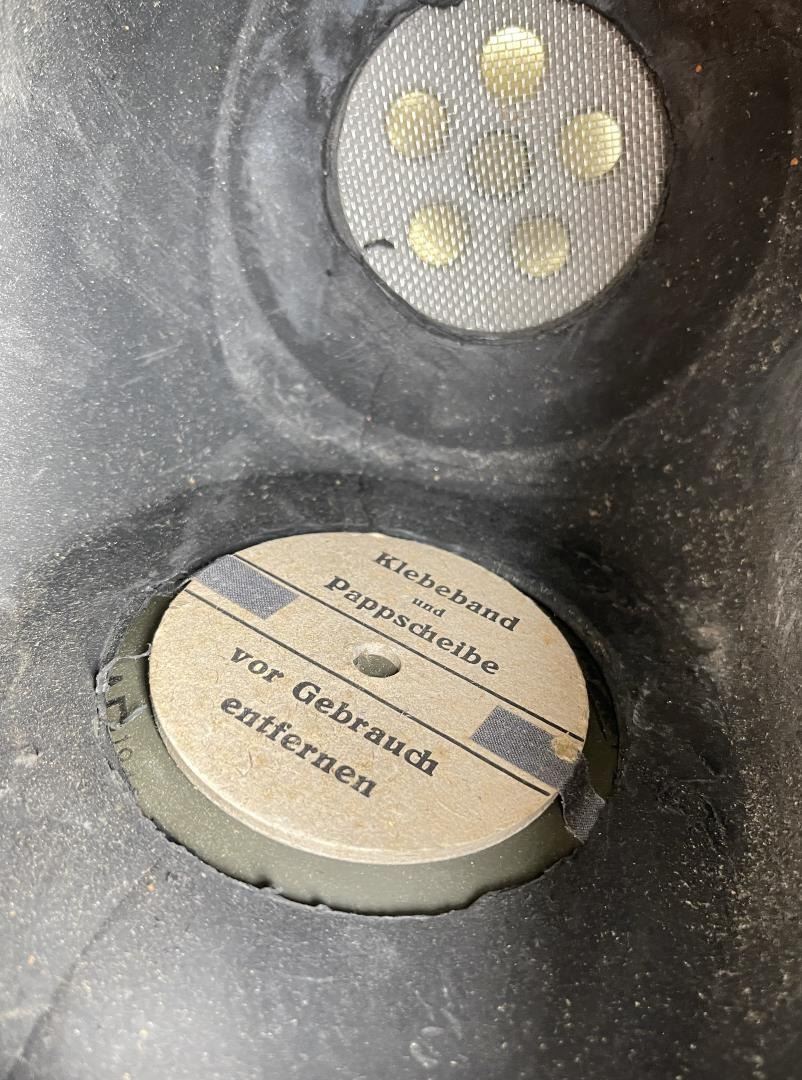 Klebeband
und
Pappscheibe
vor Gebrauch
entfernen